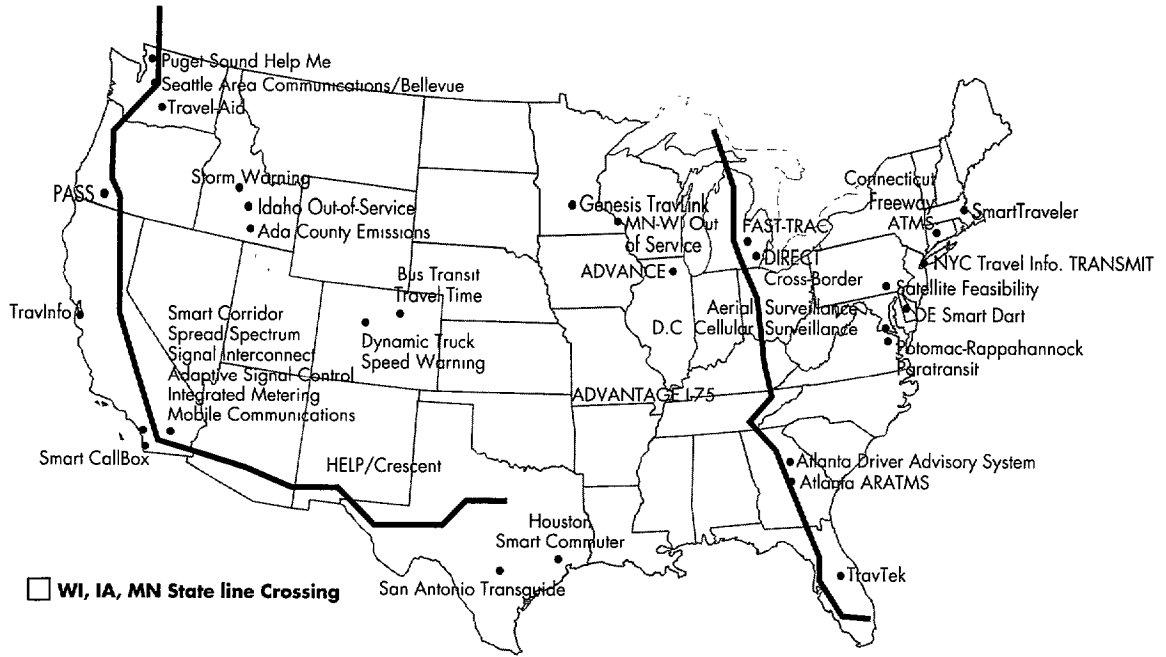 Puget Sound Help Me
Seattle Area Communications/Bellevue
Travel-Aid
Storm Warning
PASS
Idaho Out-of-Service
Ada County Emissions
Genesis TravLink
MN-WI Out
of Service
ADVANCE
FAST-TRAC
DIRECT
Cross-Border
Connecticut
Freeway
ATMS
SmartTraveler
NYC Travel Info. TRANSMIT
Satellite Feasibility
DE Smart Dart
Aerial Surveillance
D.C Cellular Surveillance
Potomac-Rappahannock
Paratransit
Bus Transit
Travel Time
TravInfo
Smart Corridor
Spread Spectrum
Signal Interconnect
Adaptive Signal Control
Integrated Metering
Mobile Communications
Dynamic Truck
Speed Warning
ADVANTAGE I-75
Smart CallBox
HELP/Crescent
Atlanta Driver Advisory System
Atlanta ARATMS
Houston
Smart Commuter
San Antonio Transguide
TravTek
WI, IA, MN State line Crossing